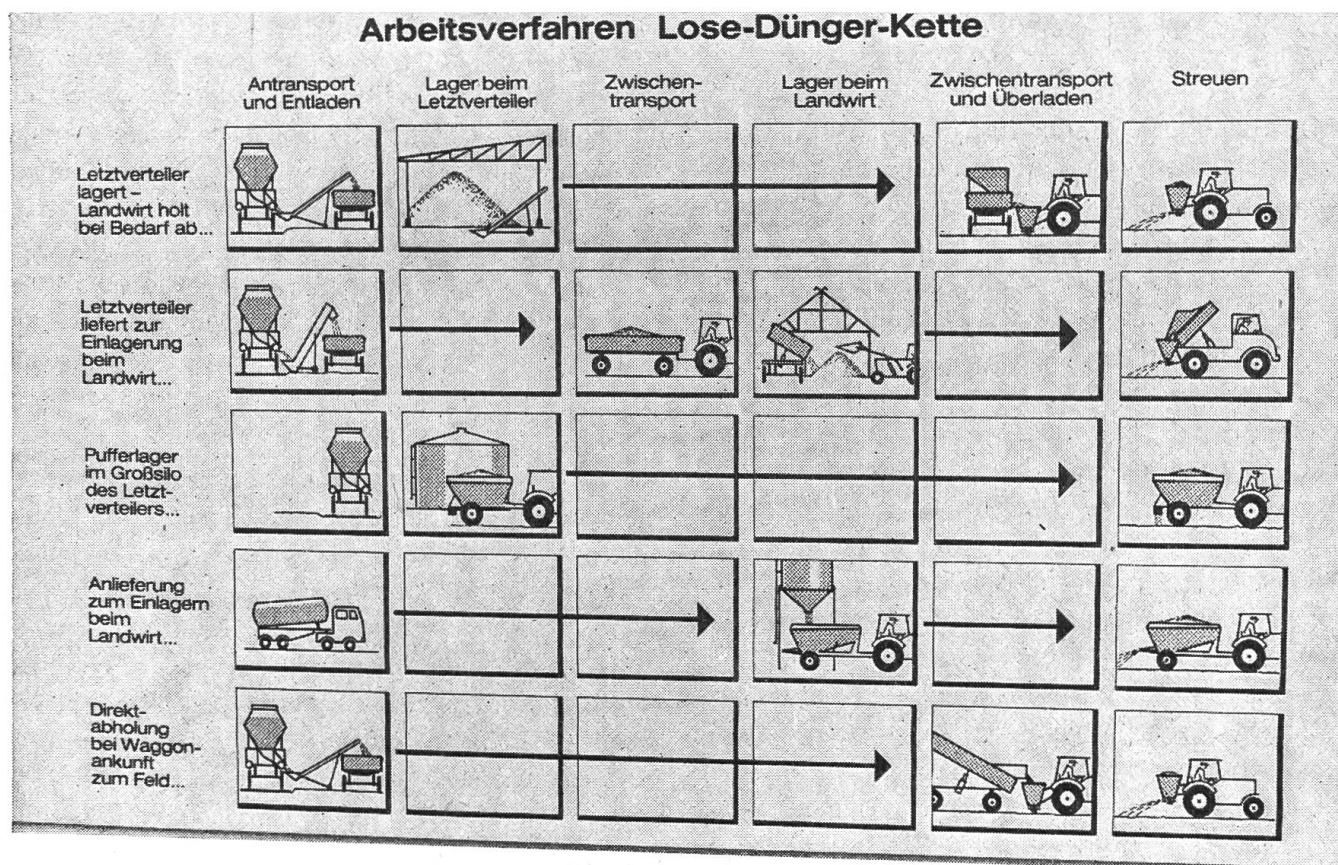 Arbeitsverfahren Lose-Dünger-Kette
Antransport
und Entladen
Lager beim
Letztverteiler
Zwischen-
transport
Lager beim
Landwirt
Zwischentransport
und Überladen
Streuen
Letztverteiler
lagert –
Landwirt holt
bei Bedarf ab...
Letztverteiler
liefert zur
Einlagerung
beim
Landwirt...
Pufferlager
im Großsilo
des Letzt-
verteilers...
Anlieferung
zum Einlagern
beim
Landwirt...
Direkt-
abholung
bei Waggon-
ankunft
zum Feld...